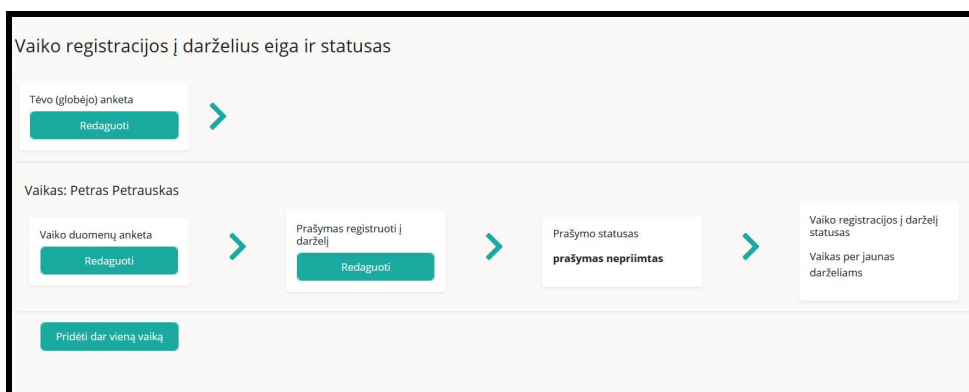 Vaiko registracijos į darželius eiga ir statusas
Tėvo (globėjo) anketa
Redaguoti
Vaikas: Petras Petrauskas
Vaiko duomenų anketa
Redaguoti
Prašymas registruoti į
darželį
Redaguoti
Prašymo statusas
prašymas nepriimtas
Vaiko registracijos į darželį
statusas
Vaikas per jaunas
darželiams
Pridėti dar vieną vaiką